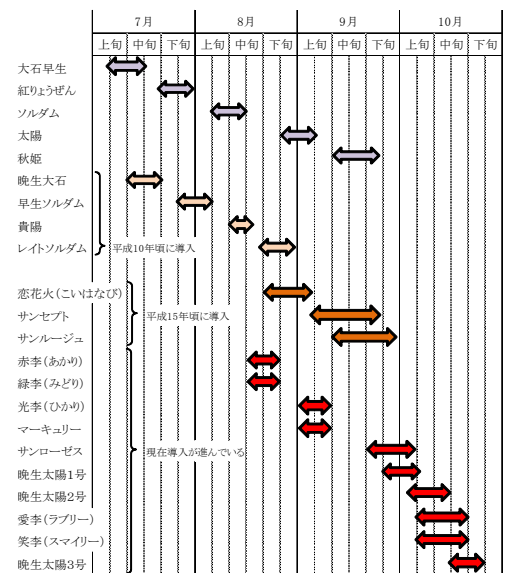 7月 8月 9月 10月
上旬 中旬 下旬 上旬 中旬 下旬 上旬 中旬 下旬 上旬 中旬 下旬
大石早生
紅りょうぜん
ソルダム
太陽
秋姫
晩生大石
早生ソルダム
貴陽
レイトソルダム 平成10年頃に導入
恋花火(こいはなび)
サンセプト 平成15年頃に導入
サンルージュ
赤李(あかり)
緑李(みどり)
光李(ひかり)
マーキュリー
サンローゼス 現在導入が進んでいる
晩生太陽1号
晩生太陽2号
愛李(ラブリー)
笑李(スマイリー)
晩生太陽3号